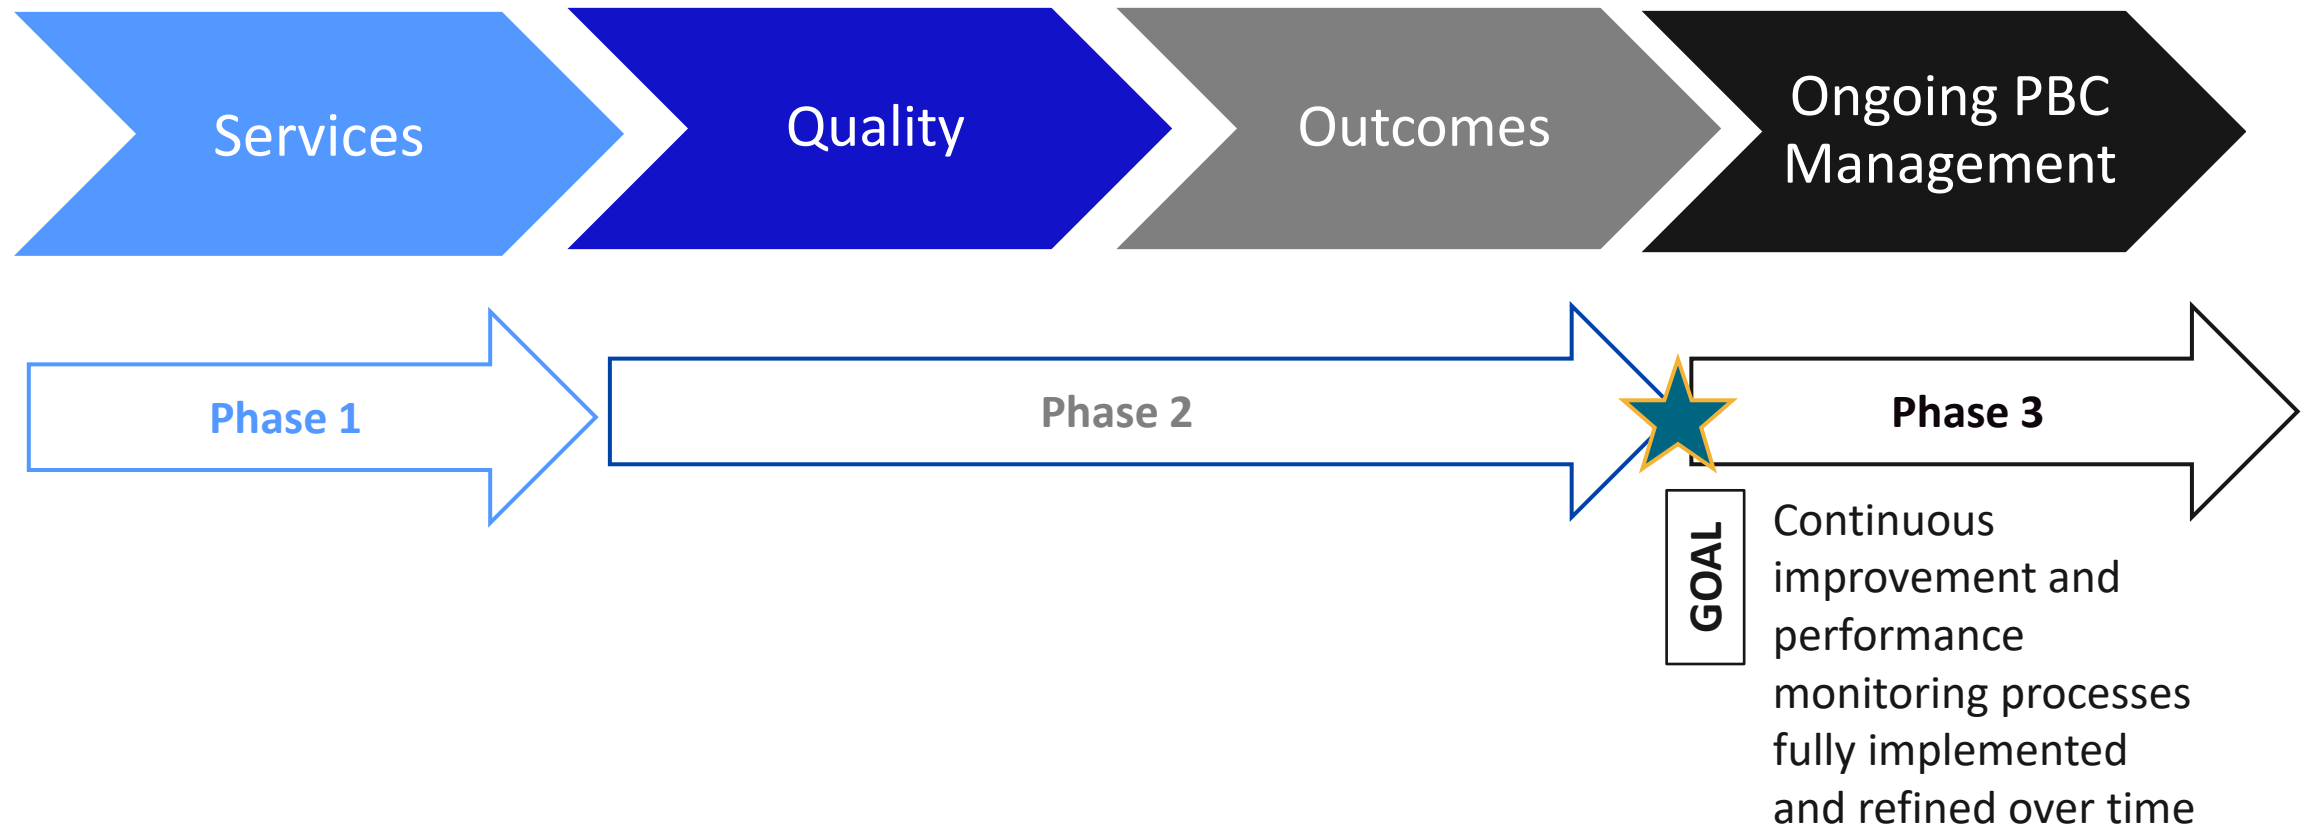 Services
Quality
Outcomes
Ongoing PBC
Management
Phase 1
Phase 2
Phase 3
GOAL
Continuous
improvement and
performance
monitoring processes
fully implemented
and refined over time